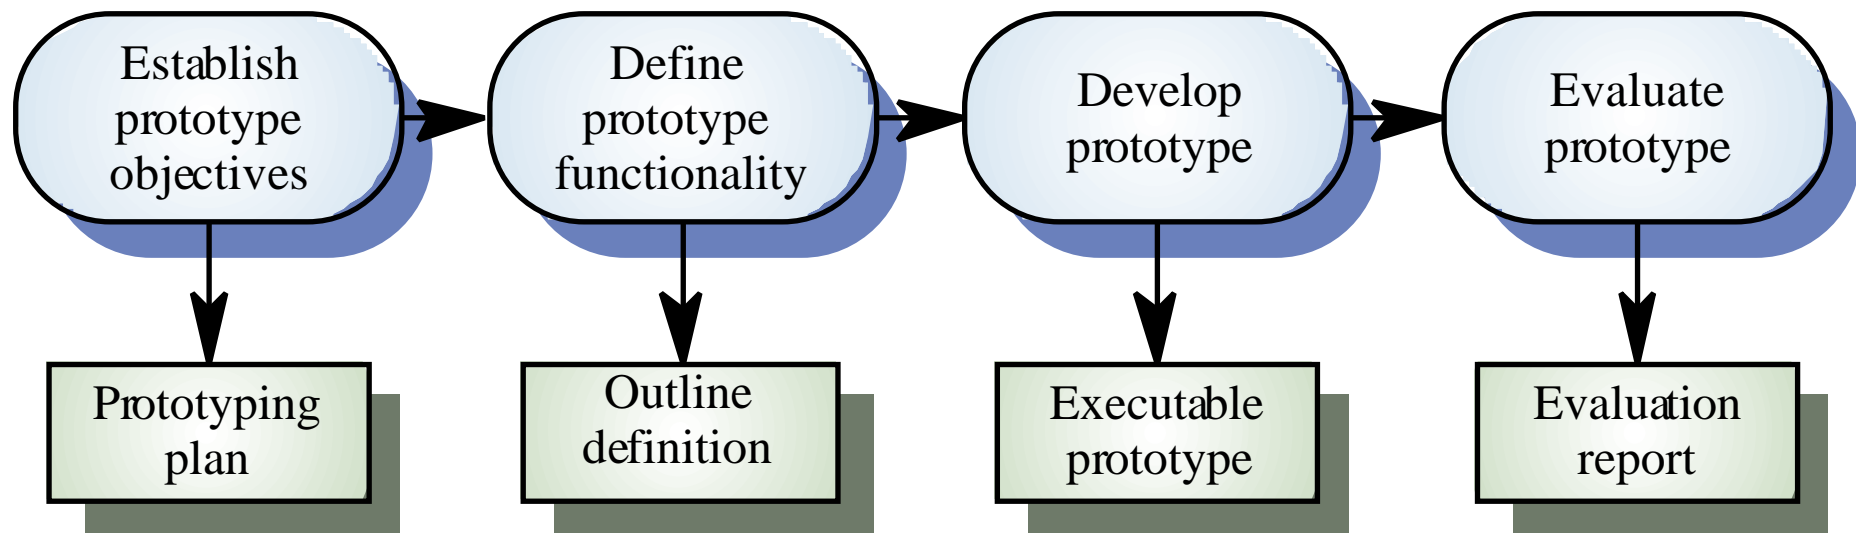 Establish
prototype
objectives
Define
prototype
functionality
Develop
prototype
Evaluate
prototype
Prototyping
plan
Outline
definition
Executable
prototype
Evaluation
report